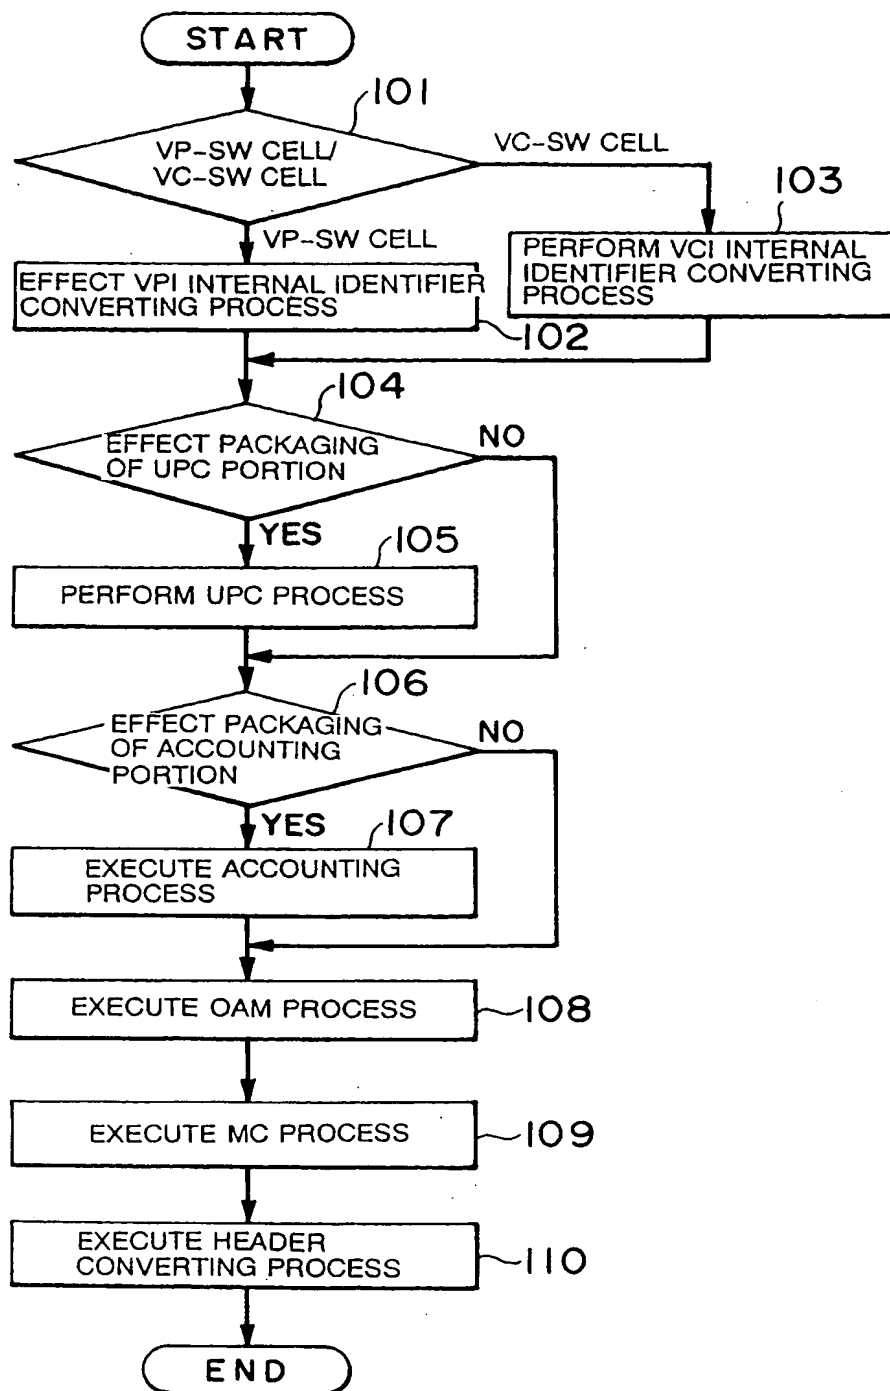 START
101
VP-SW CELL/
VC-SW CELL
VC-SW CELL
103
VP-SW CELL
PERFORM VCI INTERNAL
IDENTIFIER CONVERTING
PROCESS
EFFECT VPI INTERNAL IDENTIFIER
CONVERTING PROCESS
102
104
EFFECT PACKAGING
OF UPC PORTION
NO
YES
105
PERFORM UPC PROCESS
106
EFFECT PACKAGING
OF ACCOUNTING
PORTION
NO
YES
107
EXECUTE ACCOUNTING
PROCESS
EXECUTE OAM PROCESS
108
EXECUTE MC PROCESS
109
EXECUTE HEADER
CONVERTING PROCESS
110
END